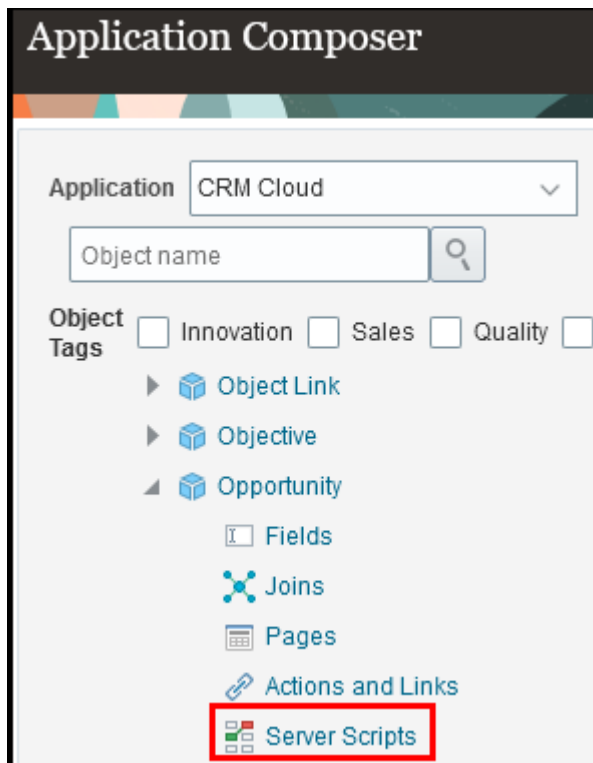 Application Composer
Application CRM Cloud
Object name
Object Tags Innovation Sales Quality
Object Link
Objective
Opportunity
Fields
Joins
Pages
Actions and Links
Server Scripts